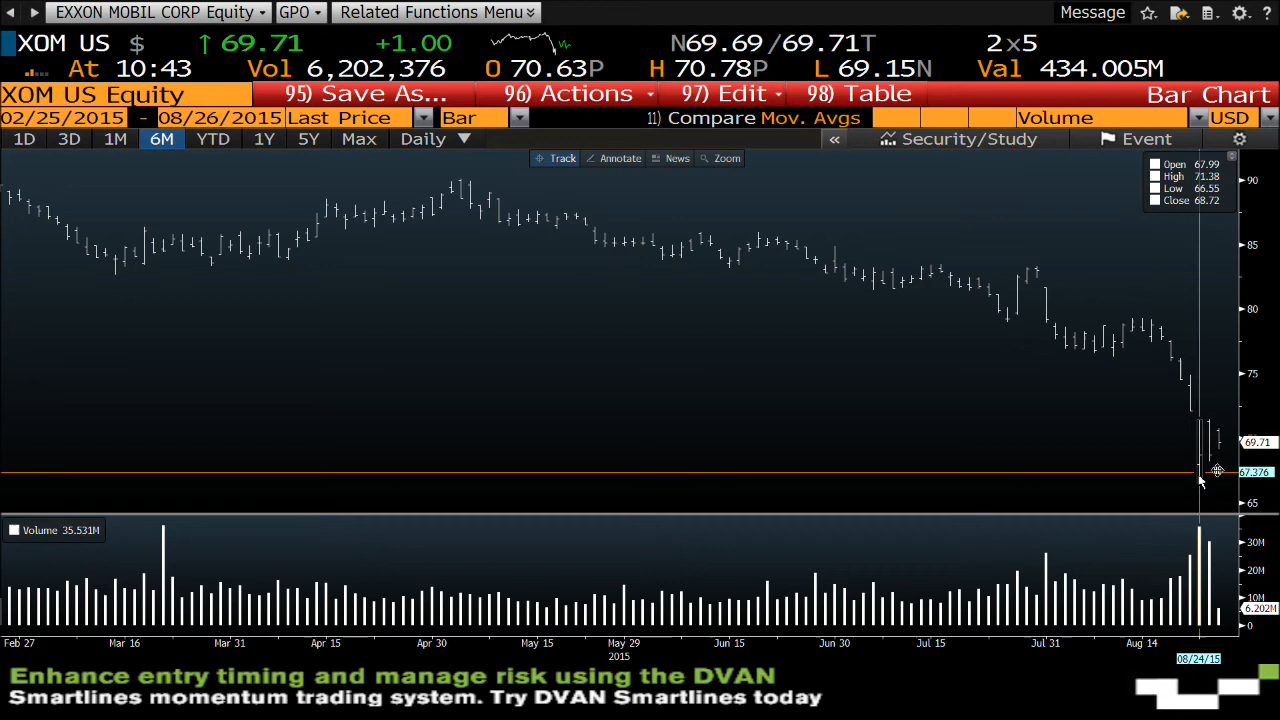 EXXON MOBIL CORP Equity GPO Related Functions Menu Message ?
XOM US $ ↑ 69.71 +1.00 N69.69 /69.71T 2x5
At 10:43 Vol 6,202,376 O 70.63P H 70.78P L 69.15N Val 434.005M
XOM US Equity 95) Save As... 96) Actions 97) Edit 98) Table Bar Chart
02/25/2015 - 08/26/2015 Last Price Bar 11) Compare Mov. Avgs Volume USD
1D 3D 1M 6M YTD 1Y 5Y Max Daily « Security/Study Event
Track Annotate News Zoom
Open 67.99
High 71.38
Low 66.55
Close 68.72
90
85
80
75
69.71
67.376
65
Volume 35.531M
30M
20M
10M
6.202M
0
Feb 27 Mar 16 Mar 31 Apr 15 Apr 30 May 15 May 29 Jun 15 Jun 30 Jul 15 Jul 31 Aug 14
2015 08/24/15
Enhance entry timing and manage risk using the DVAN
Smartlines momentum trading system. Try DVAN Smartlines today